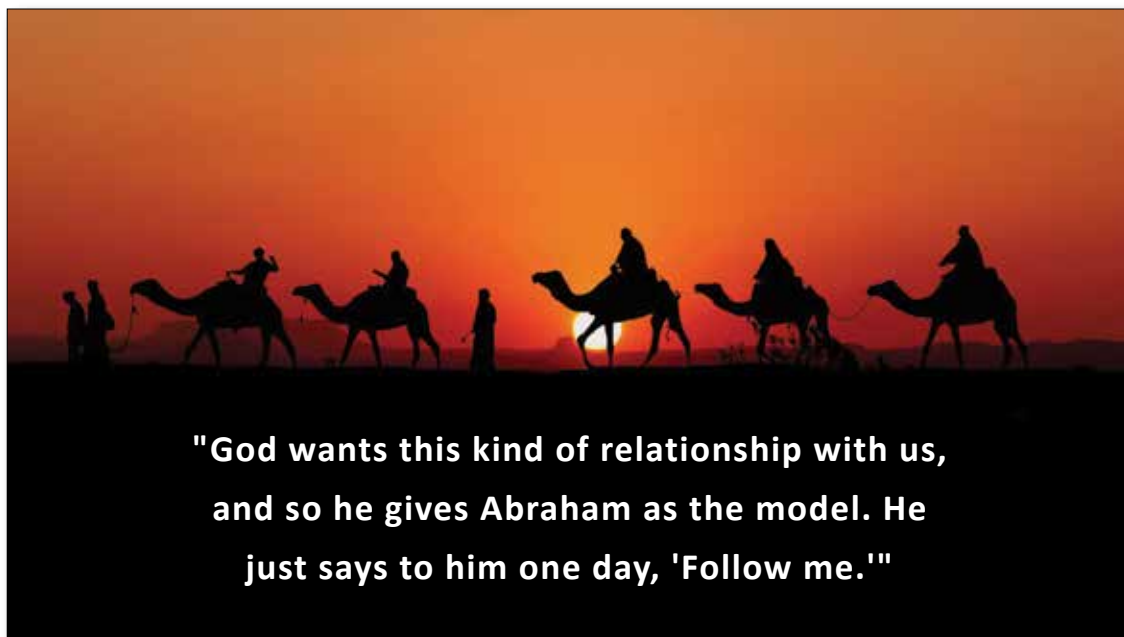 "God wants this kind of relationship with us,
and so he gives Abraham as the model. He
just says to him one day, 'Follow me.'"